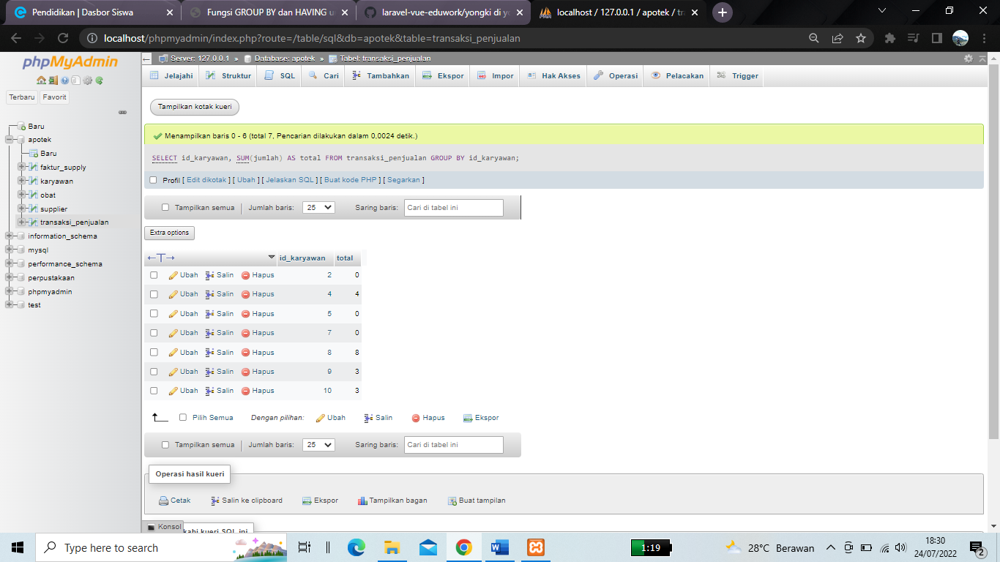 Pendidikan | Dasbor Siswa
Fungsi GROUP BY dan HAVING u
laravel-vue-eduwork/yongki di yo
localhost / 127.0.0.1 / apotek / tra
localhost/phpmyadmin/index.php?route=/table/sql&db=apotek&table=transaksi_penjualan
phpMyAdmin
Terbaru Favorit
Baru
apotek
Baru
faktur_supply
karyawan
obat
supplier
transaksi_penjualan
information_schema
mysql
performance_schema
perpustakaan
phpmyadmin
test
Server: 127.0.0.1 » Database: apotek » Tabel: transaksi_penjualan
Jelajahi Struktur SQL Cari Tambahkan Ekspor Impor Hak Akses Operasi Pelacakan Trigger
Tampilkan kotak kueri
Menampilkan baris 0 - 6 (total 7, Pencarian dilakukan dalam 0,0024 detik.)
SELECT id_karyawan, SUM(jumlah) AS total FROM transaksi_penjualan GROUP BY id_karyawan;
Profil [ Edit dikotak ] [ Ubah ] [ Jelaskan SQL ] [ Buat kode PHP ] [ Segarkan ]
Tampilkan semua | Jumlah baris: 25 Saring baris: Cari di tabel ini
Extra options
←T→ id_karyawan total
Ubah Salin Hapus 2 0
Ubah Salin Hapus 4 4
Ubah Salin Hapus 5 0
Ubah Salin Hapus 7 0
Ubah Salin Hapus 8 8
Ubah Salin Hapus 9 3
Ubah Salin Hapus 10 3
Pilih Semua Dengan pilihan: Ubah Salin Hapus Ekspor
Tampilkan semua | Jumlah baris: 25 Saring baris: Cari di tabel ini
Operasi hasil kueri
Cetak Salin ke clipboard Ekspor Tampilkan bagan Buat tampilan
Konsol
kueri SQL ini
Type here to search
1:19
28°C Berawan
18:30
24/07/2022
2